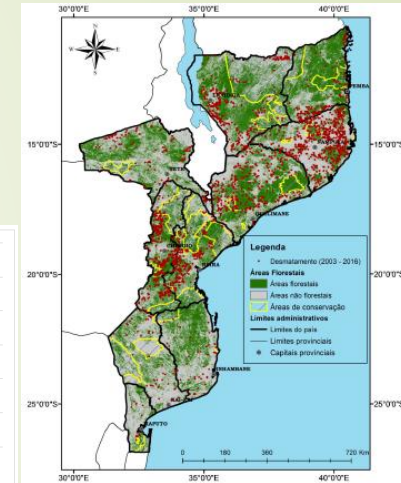 30°0'0"E 35°0'0"E 40°0'0"E
N
W E
S
PEMBA
15°0'0"S 15°0'0"S
TETE
QUELIMANE
CHIMOIO
BEIRA
20°0'0"S 20°0'0"S
Legenda
Desmatamento (2003 - 2016)
Áreas Florestais
Áreas florestais
Áreas não florestais
Áreas de conservação
Limites administrativos
Limites do país
Limites provinciais
Capitais provinciais
INHAMBANE
25°0'0"S 25°0'0"S
MAPUTO
0 180 360 720 Km
30°0'0"E 35°0'0"E 40°0'0"E